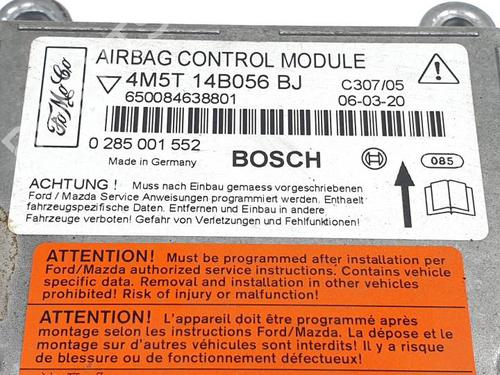 AIRBAG CONTROL MODULE
FoMoCo
4M5T 14B056 BJ
C307/05
650084638801
06-03-20
0 285 001 552
Made in Germany
BOSCH
085
ACHTUNG ! Muss nach Einbau gemaess vorgeschriebenen
Ford / Mazda Service Anweisungen programmiert werden. Enthaelt
fahrzeugspezifische Daten. Entfernen und Einbau in andere
Fahrzeuge verboten! Gefahr von Verletzungen und Fehlfunktionen!
ATTENTION! Must be programmed after installation per
Ford/Mazda authorized service instructions. Contains vehicle
specific data. Removal and installation in other vehicles
prohibited! Risk of injury or malfunction!
ATTENTION! L'appareil doit être programmé après
montage selon les instructions Ford/Mazda. La dépose et le
montage sur d'autres véhicules sont interdits! Il y a risque
de blessure ou de fonctionnement défectueux!